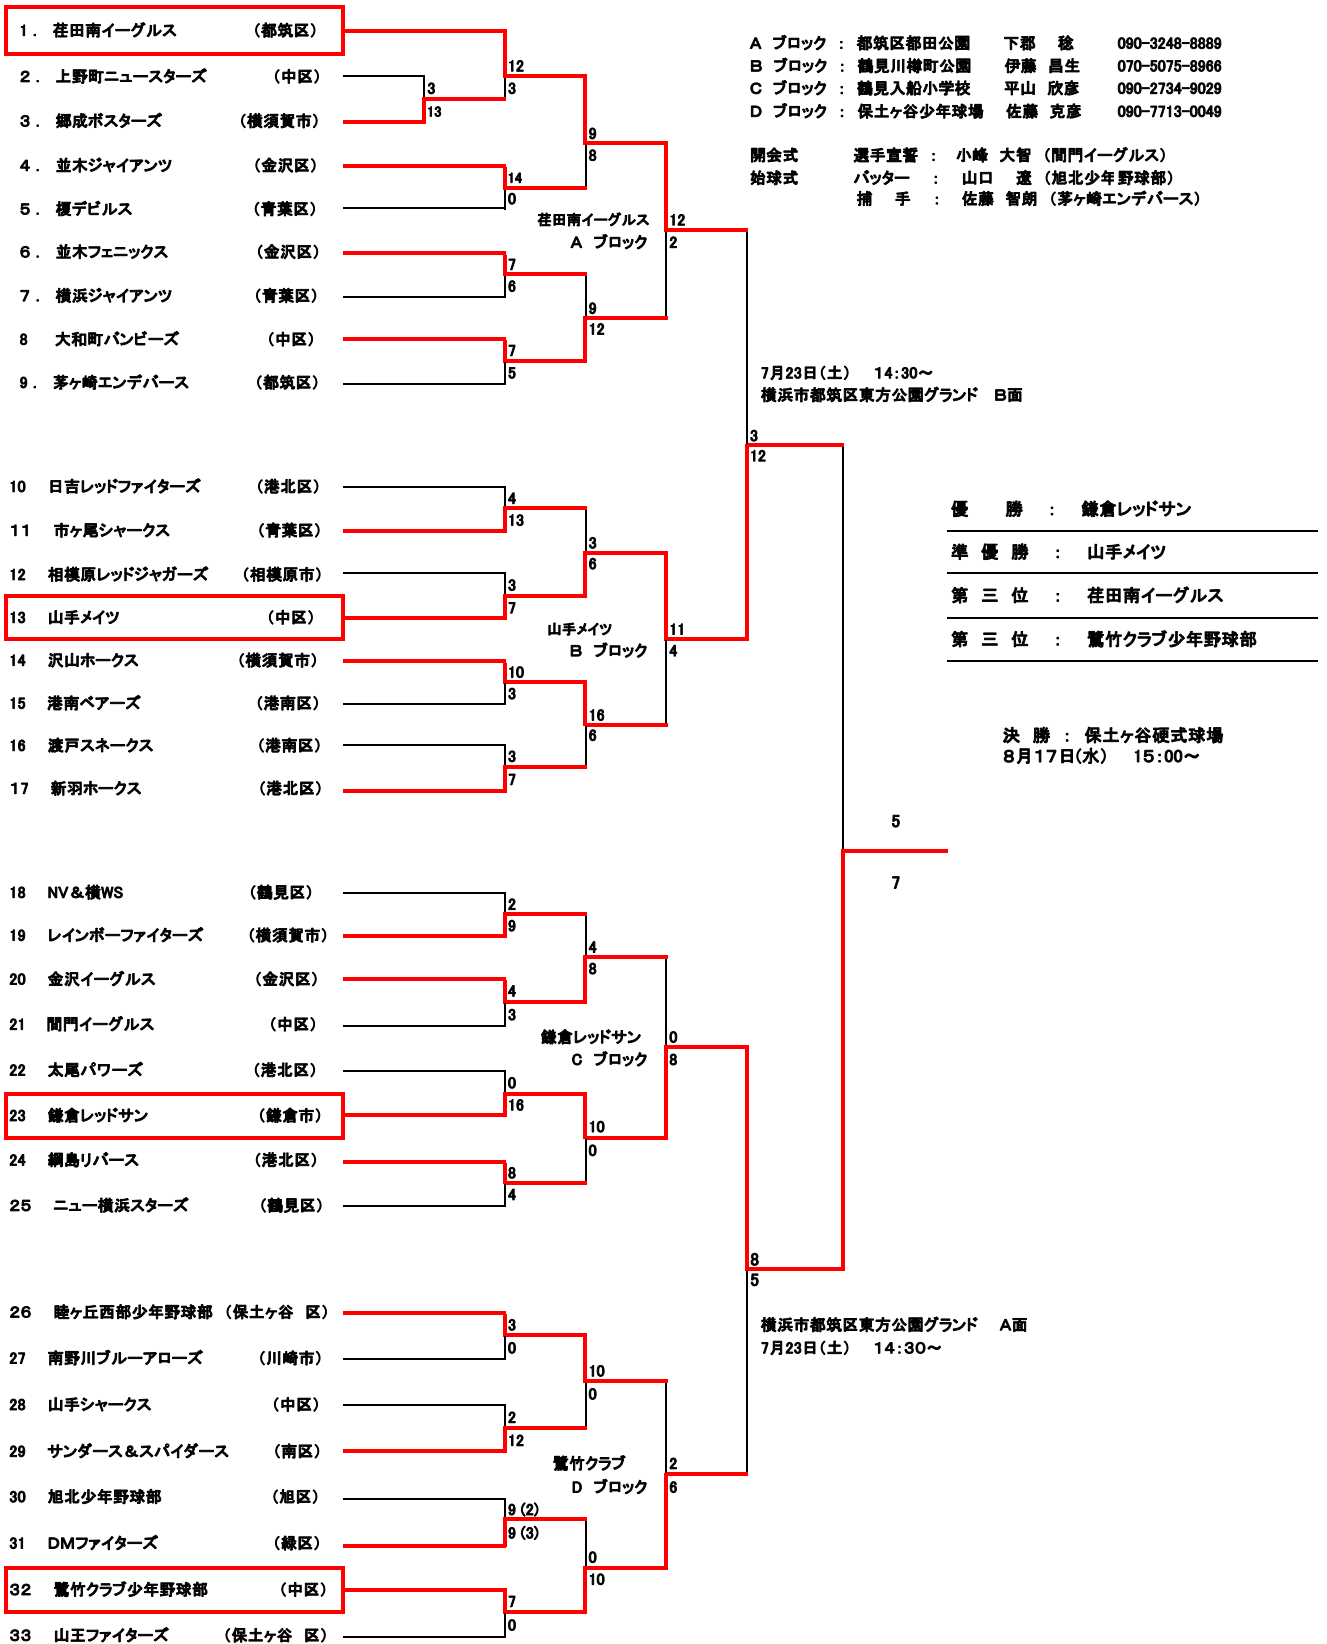 1． 荏田南イーグルス （都筑区）
2． 上野町ニュースターズ （中区）
3． 郷成ポスターズ （横須賀市）
4． 並木ジャイアンツ （金沢区）
5． 榎デビルス （青葉区）
6． 並木フェニックス （金沢区）
7． 横浜ジャイアンツ （青葉区）
8 大和町バンビーズ （中区）
9． 茅ヶ崎エンデバース （都筑区）
12
3
3
13
9
8
14
0
荏田南イーグルス
A ブロック
12
2
7
6
9
12
7
5
A ブロック ： 都筑区都田公園 下郡 稔 090-3248-8889
B ブロック ： 鶴見川樽町公園 伊藤 昌生 070-5075-8966
C ブロック ： 鶴見入船小学校 平山 欣彦 090-2734-9029
D ブロック ： 保土ヶ谷少年球場 佐藤 克彦 090-7713-0049
開会式 選手宣誓 ： 小峰 大智 （間門イーグルス）
始球式 バッター ： 山口 遼 （旭北少年野球部）
捕 手 ： 佐藤 智朗 （茅ヶ崎エンデバース）
7月23日（土） 14：30～
横浜市都筑区東方公園グランド B面
3
12
10 日吉レッドファイターズ （港北区）
11 市ヶ尾シャークス （青葉区）
12 相模原レッドジャガーズ （相模原市）
13 山手メイツ （中区）
14 沢山ホークス （横須賀市）
15 港南ベアーズ （港南区）
16 渡戸スネークス （港南区）
17 新羽ホークス （港北区）
4
13
3
6
3
7
山手メイツ
B ブロック
11
4
10
3
16
6
3
7
優 勝 ： 鎌倉レッドサン
準 優 勝 ： 山手メイツ
第 三 位 ： 荏田南イーグルス
第 三 位 ： 鷺竹クラブ少年野球部
決 勝 ： 保土ヶ谷硬式球場
8月17日（水） 15：00～
5
7
18 NV＆横WS （鶴見区）
19 レインボーファイターズ （横須賀市）
20 金沢イーグルス （金沢区）
21 間門イーグルス （中区）
22 太尾パワーズ （港北区）
23 鎌倉レッドサン （鎌倉市）
24 綱島リバース （港北区）
25 ニュー横浜スターズ （鶴見区）
2
9
4
8
4
3
鎌倉レッドサン
C ブロック
0
8
0
16
10
0
8
4
8
5
横浜市都筑区東方公園グランド A面
7月23日（土） 14：30～
26 睦ヶ丘西部少年野球部 （保土ヶ谷 区）
27 南野川ブルーアローズ （川崎市）
28 山手シャークス （中区）
29 サンダース＆スパイダース （南区）
30 旭北少年野球部 （旭区）
31 DMファイターズ （緑区）
32 鷺竹クラブ少年野球部 （中区）
33 山王ファイターズ （保土ヶ谷 区）
3
0
10
0
2
12
鷺竹クラブ
D ブロック
2
6
9 (2)
9 (3)
0
10
7
0